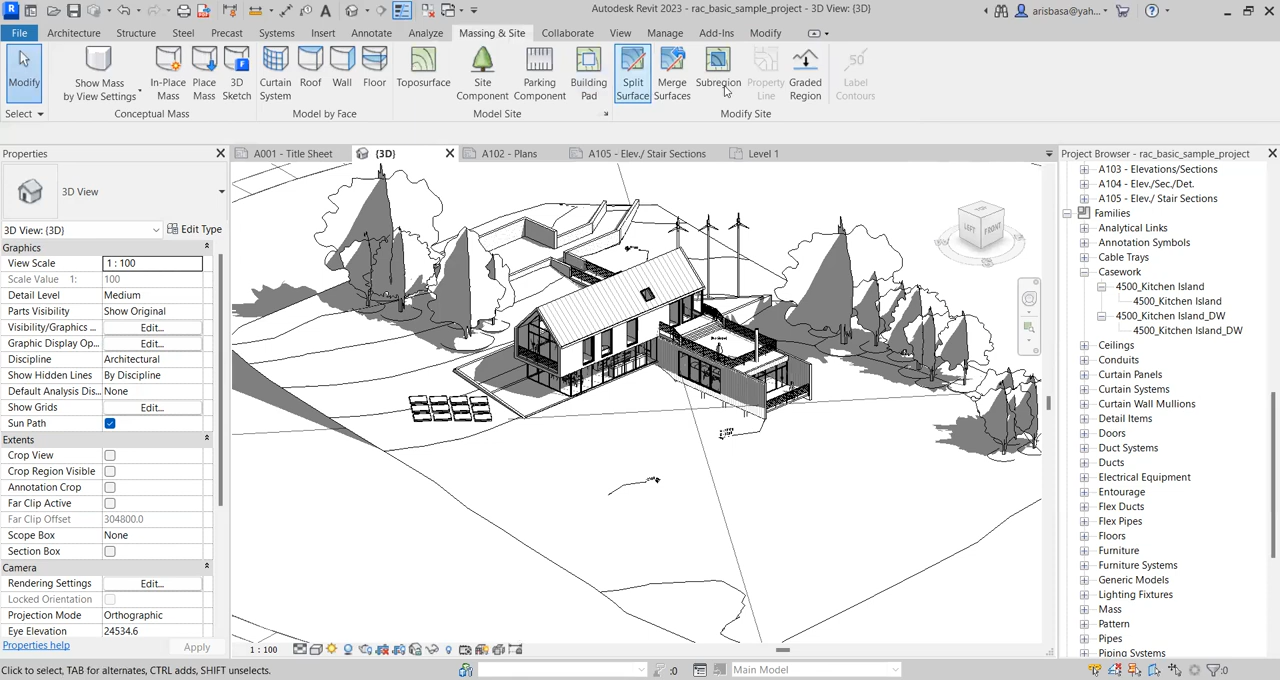 Autodesk Revit 2023 - rac_basic_sample_project - 3D View: {3D}
arisbasa@yah...
File Architecture Structure Steel Precast Systems Insert Annotate Analyze Massing & Site Collaborate View Manage Add-Ins Modify
Modify
Show Mass
by View Settings
In-Place
Mass
Place
Mass
3D
Sketch
Curtain
System
Roof
Wall
Floor
Toposurface
Site
Component
Parking
Component
Building
Pad
Split
Surface
Merge
Surfaces
Subregion
Property
Line
Graded
Region
Label
Contours
Select
Conceptual Mass
Model by Face
Model Site
Modify Site
Properties
A001 - Title Sheet
{3D}
A102 - Plans
A105 - Elev./ Stair Sections
Level 1
3D View
3D View: {3D}
Edit Type
Graphics
View Scale 1 : 100
Scale Value 1: 100
Detail Level Medium
Parts Visibility Show Original
Visibility/Graphics ... Edit...
Graphic Display Op... Edit...
Discipline Architectural
Show Hidden Lines By Discipline
Default Analysis Dis... None
Show Grids Edit...
Sun Path
Extents
Crop View
Crop Region Visible
Annotation Crop
Far Clip Active
Far Clip Offset 304800.0
Scope Box None
Section Box
Camera
Rendering Settings Edit...
Locked Orientation
Projection Mode Orthographic
Eye Elevation 24534.6
Properties help
Apply
TOP
LEFT
FRONT
1 : 100
Project Browser - rac_basic_sample_project
A103 - Elevations/Sections
A104 - Elev./Sec./Det.
A105 - Elev./ Stair Sections
Families
Analytical Links
Annotation Symbols
Cable Trays
Casework
4500_Kitchen Island
4500_Kitchen Island
4500_Kitchen Island_DW
4500_Kitchen Island_DW
Ceilings
Conduits
Curtain Panels
Curtain Systems
Curtain Wall Mullions
Detail Items
Doors
Duct Systems
Ducts
Electrical Equipment
Entourage
Flex Ducts
Flex Pipes
Floors
Furniture
Furniture Systems
Generic Models
Lighting Fixtures
Mass
Pattern
Pipes
Piping Systems
Click to select, TAB for alternates, CTRL adds, SHIFT unselects.
:0
Main Model
:0